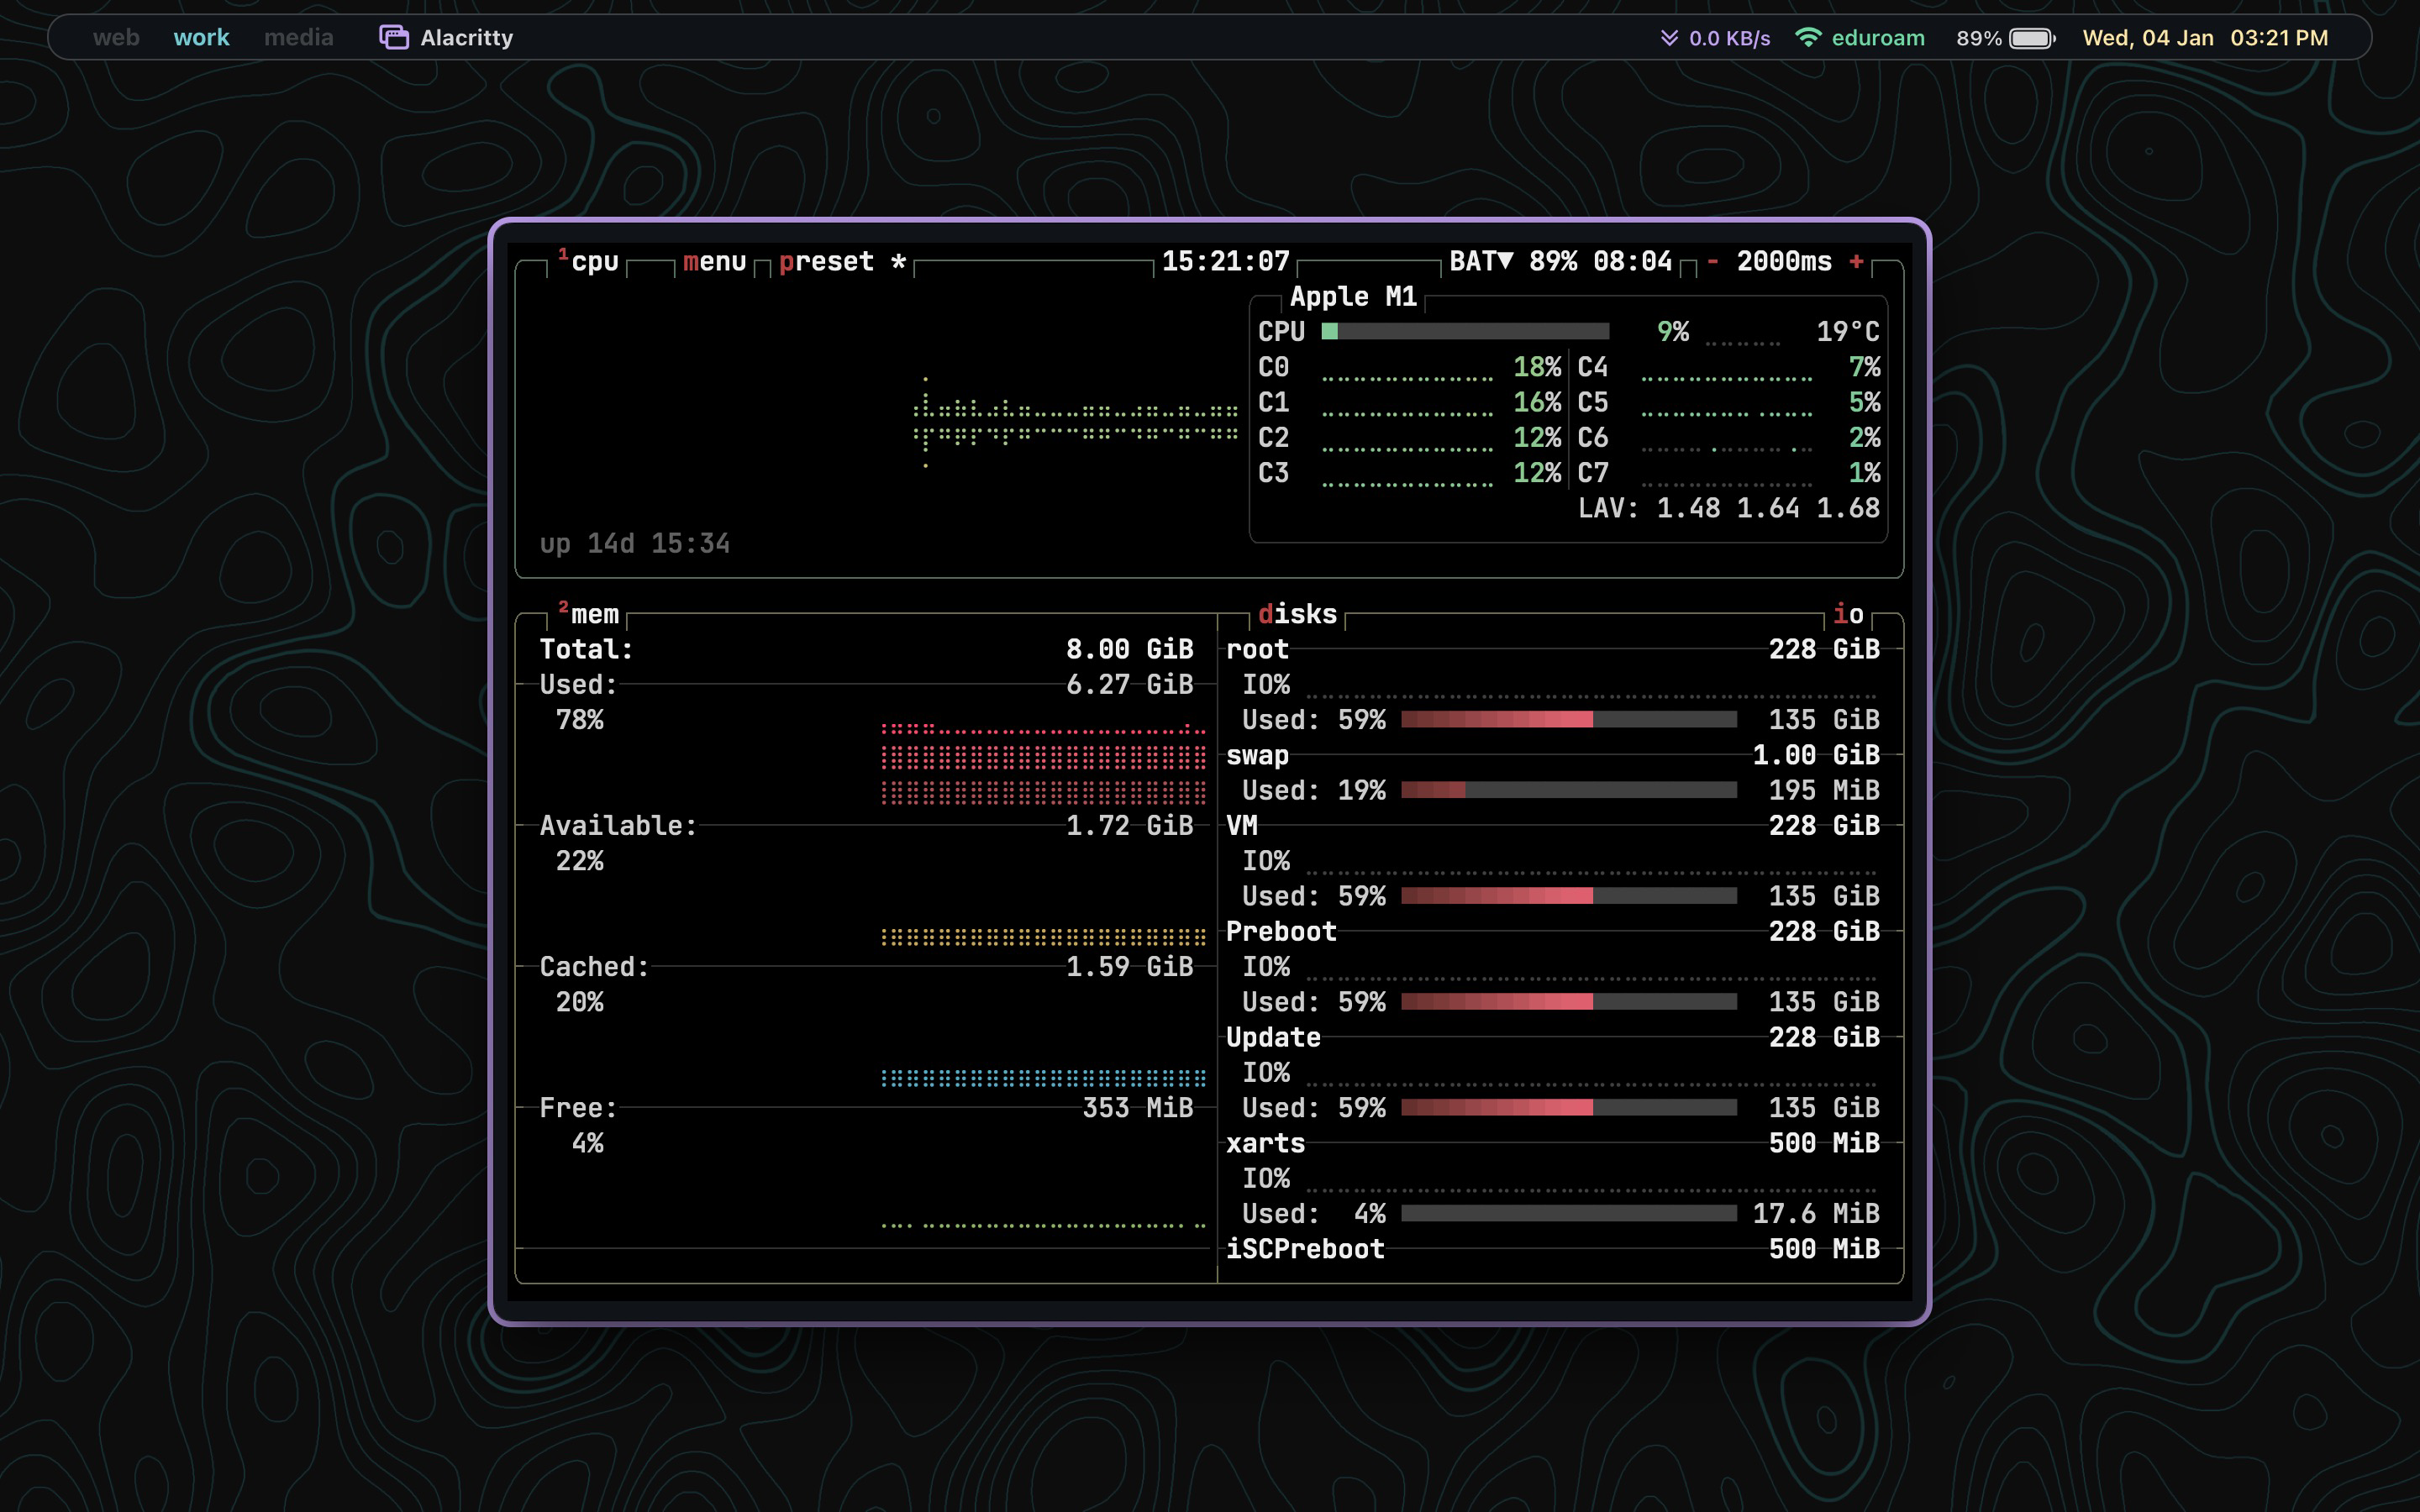 web work media Alacritty 0.0 KB/s eduroam 89% Wed, 04 Jan 03:21 PM
¹cpu menu preset * 15:21:07 BAT▼ 89% 08:04 - 2000ms +
Apple M1
CPU 9% 19°C
C0 18% C4 7%
C1 16% C5 5%
C2 12% C6 2%
C3 12% C7 1%
LAV: 1.48 1.64 1.68
up 14d 15:34
²mem
Total: 8.00 GiB
Used: 6.27 GiB
78%
Available: 1.72 GiB
22%
Cached: 1.59 GiB
20%
Free: 353 MiB
4%
disks io
root 228 GiB
IO%
Used: 59% 135 GiB
swap 1.00 GiB
Used: 19% 195 MiB
VM 228 GiB
IO%
Used: 59% 135 GiB
Preboot 228 GiB
IO%
Used: 59% 135 GiB
Update 228 GiB
IO%
Used: 59% 135 GiB
xarts 500 MiB
IO%
Used: 4% 17.6 MiB
iSCPreboot 500 MiB